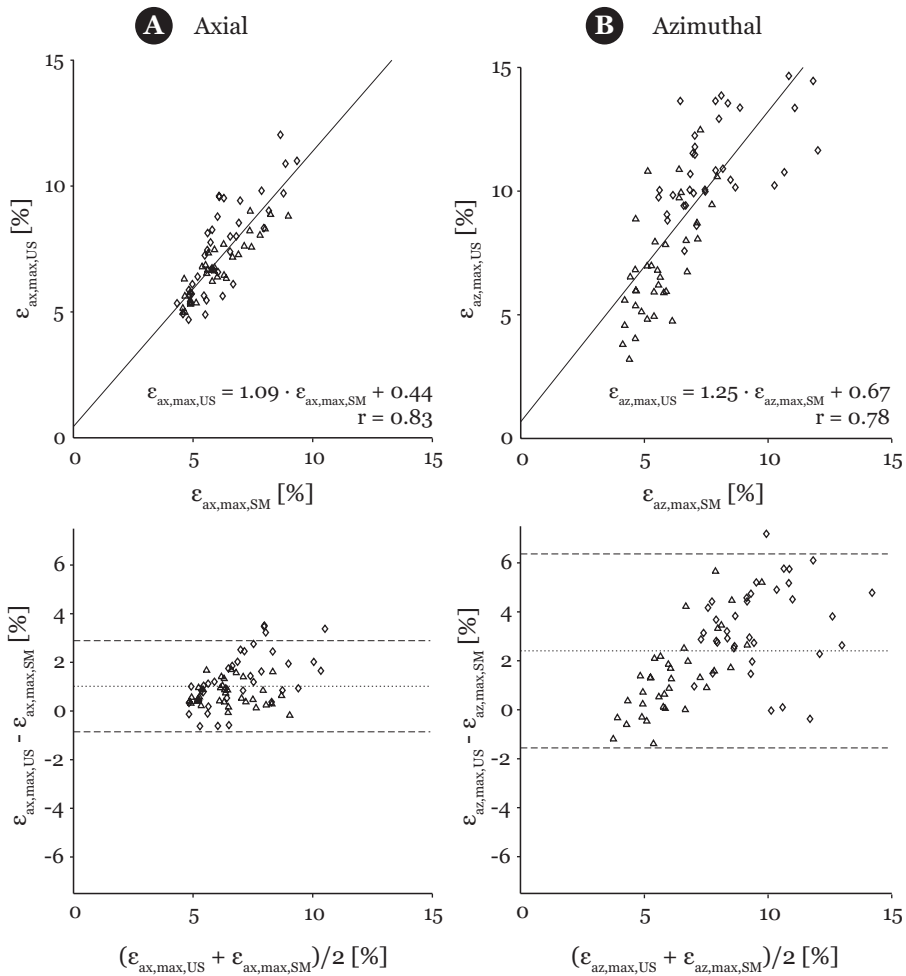 A Axial
B Azimuthal
15
10
5
0
0 5 10 15
ε_ax,max,US [%]
ε_ax,max,US = 1.09 · ε_ax,max,SM + 0.44
r = 0.83
ε_ax,max,SM [%]
15
10
5
0
0 5 10 15
ε_az,max,US [%]
ε_az,max,US = 1.25 · ε_az,max,SM + 0.67
r = 0.78
ε_az,max,SM [%]
6
4
2
0
-2
-4
-6
0 5 10 15
ε_ax,max,US - ε_ax,max,SM [%]
(ε_ax,max,US + ε_ax,max,SM)/2 [%]
6
4
2
0
-2
-4
-6
0 5 10 15
ε_az,max,US - ε_az,max,SM [%]
(ε_az,max,US + ε_az,max,SM)/2 [%]